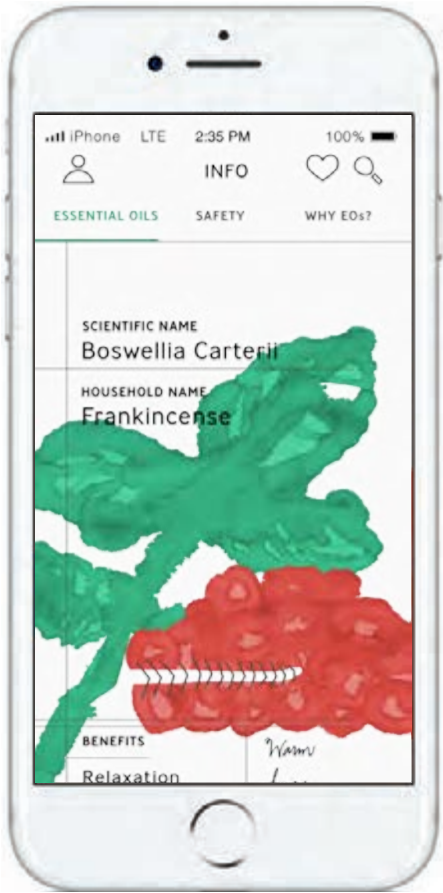 iPhone LTE 2:35 PM 100%
INFO
ESSENTIAL OILS SAFETY WHY EOs?
SCIENTIFIC NAME
Boswellia Carterii
HOUSEHOLD NAME
Frankincense
BENEFITS
Warm
Relaxation